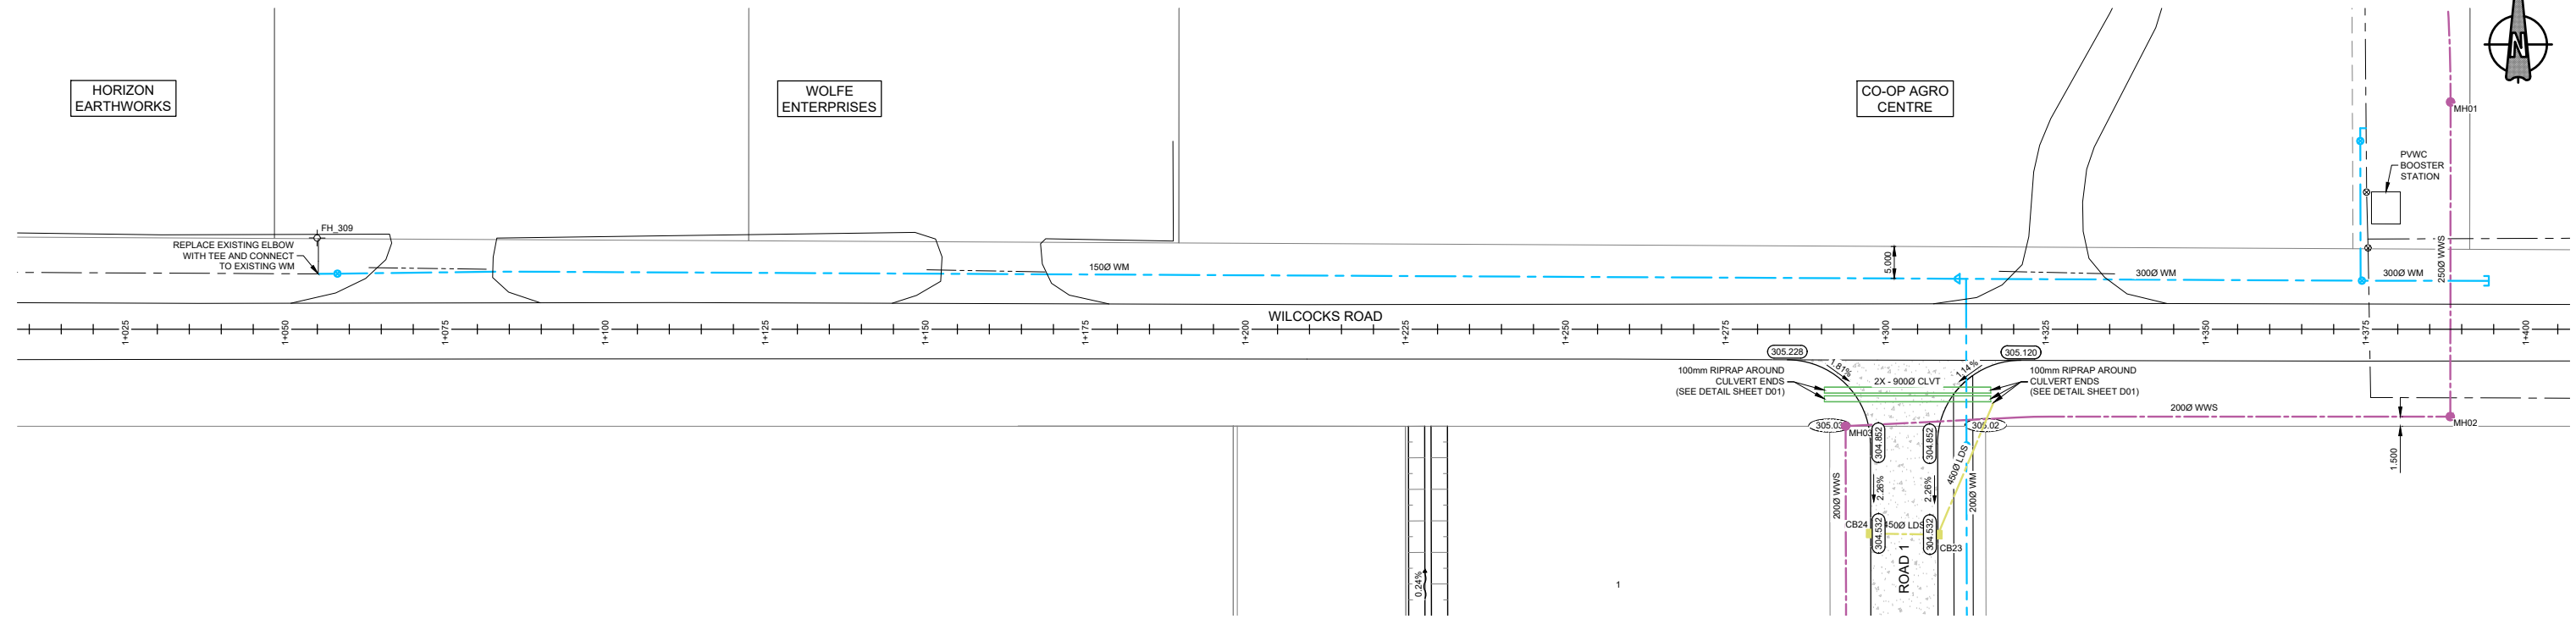 N
HORIZON
EARTHWORKS
WOLFE
ENTERPRISES
CO-OP AGRO
CENTRE
MH01
PVWC
BOOSTER
STATION
FH_309
REPLACE EXISTING ELBOW
WITH TEE AND CONNECT
TO EXISTING WM
150Ø WM
5.000
300Ø WM
300Ø WM
250Ø WWS
WILCOCKS ROAD
1+025
1+050
1+075
1+100
1+125
1+150
1+175
1+200
1+225
1+250
1+275
1+300
1+325
1+350
1+375
1+400
305.228
1.81%
1.14%
305.120
100mm RIPRAP AROUND
CULVERT ENDS
(SEE DETAIL SHEET D01)
2X - 900Ø CLVT
100mm RIPRAP AROUND
CULVERT ENDS
(SEE DETAIL SHEET D01)
200Ø WWS
305.03
MH03
304.852
304.852
305.02
MH02
1.500
200Ø WWS
2.26%
2.26%
450Ø LDS
200Ø WM
CB24
304.532
450Ø LDS
304.532
CB23
ROAD 1
0.24%
1